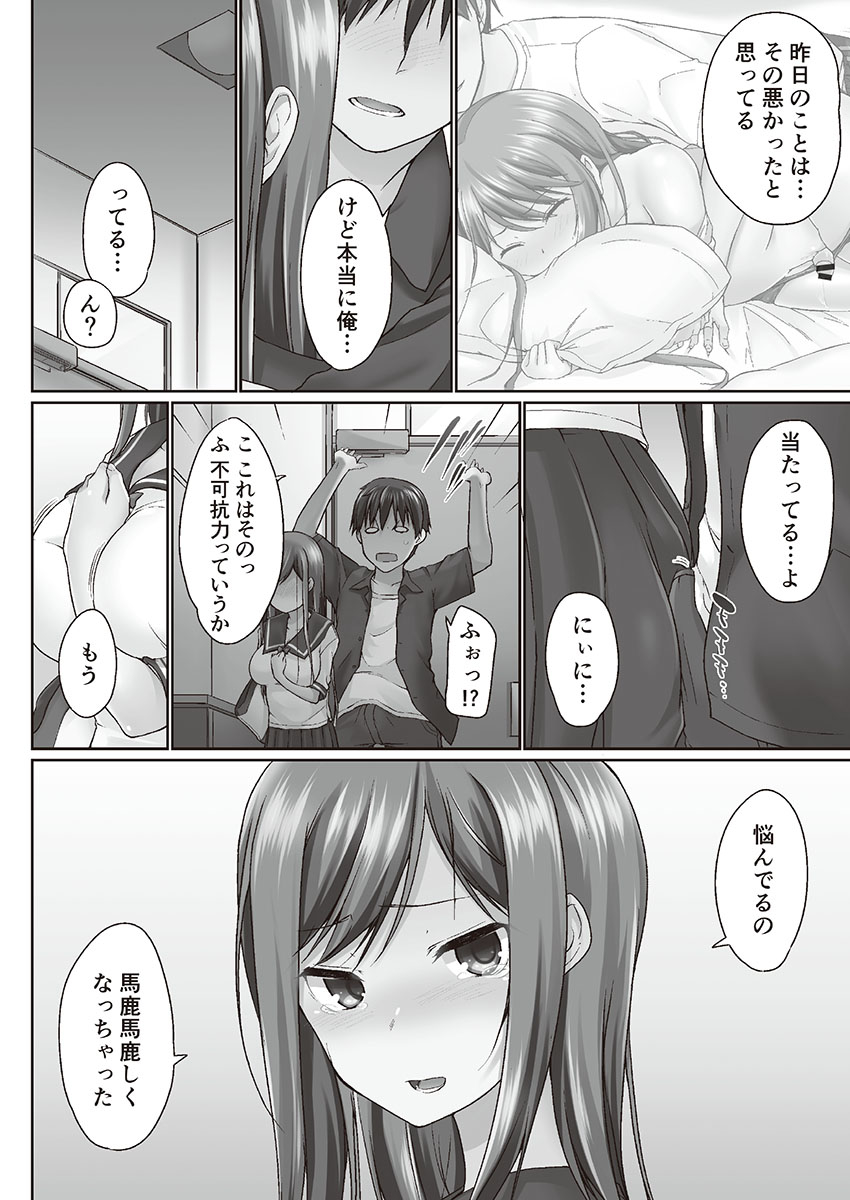 昨日のことは…
その悪かったと
思ってる
けど本当に俺…
ってる…
ん?
当たってる…よ
にぃに…
ふぉっ!?
こ これはそのっ
ふ 不可抗力っていうか
もう
悩んでるの
馬鹿馬鹿しく
なっちゃった